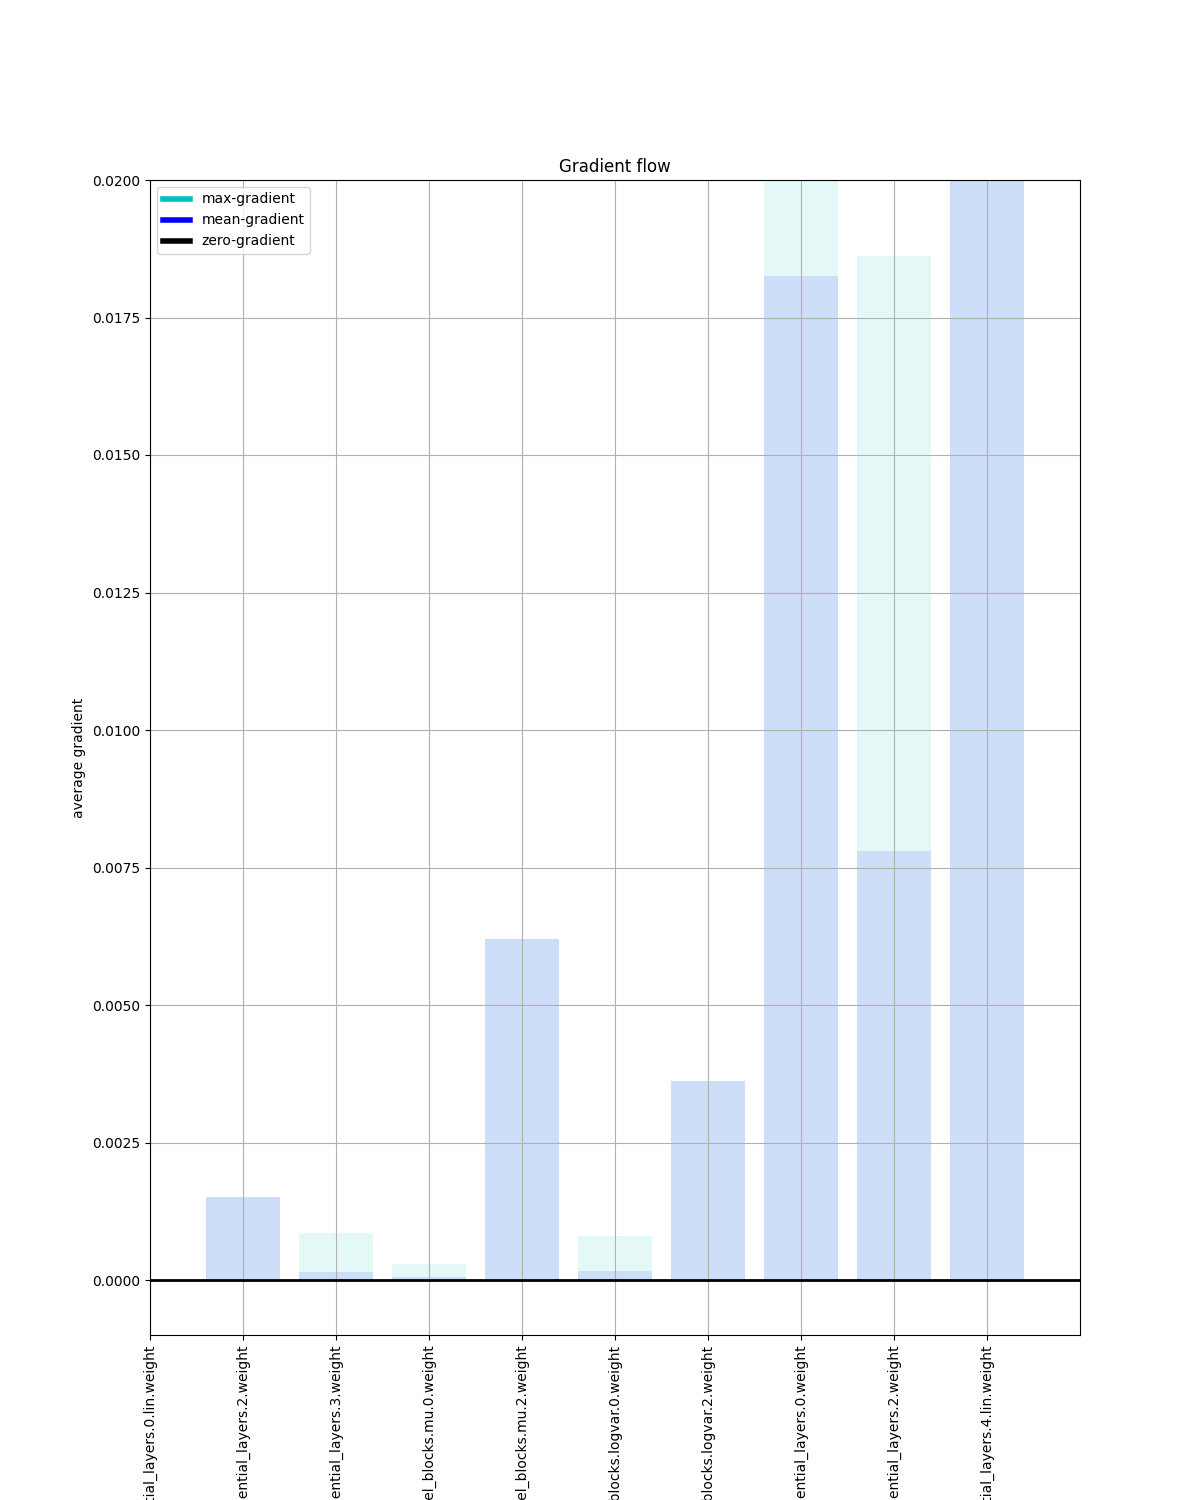 Gradient flow
max-gradient
mean-gradient
zero-gradient
0.0200
0.0175
0.0150
0.0125
0.0100
0.0075
0.0050
0.0025
0.0000
average gradient
tial_layers.0.lin.weight
ential_layers.2.weight
ential_layers.3.weight
el_blocks.mu.0.weight
el_blocks.mu.2.weight
blocks.logvar.0.weight
blocks.logvar.2.weight
ential_layers.0.weight
ential_layers.2.weight
tial_layers.4.lin.weight